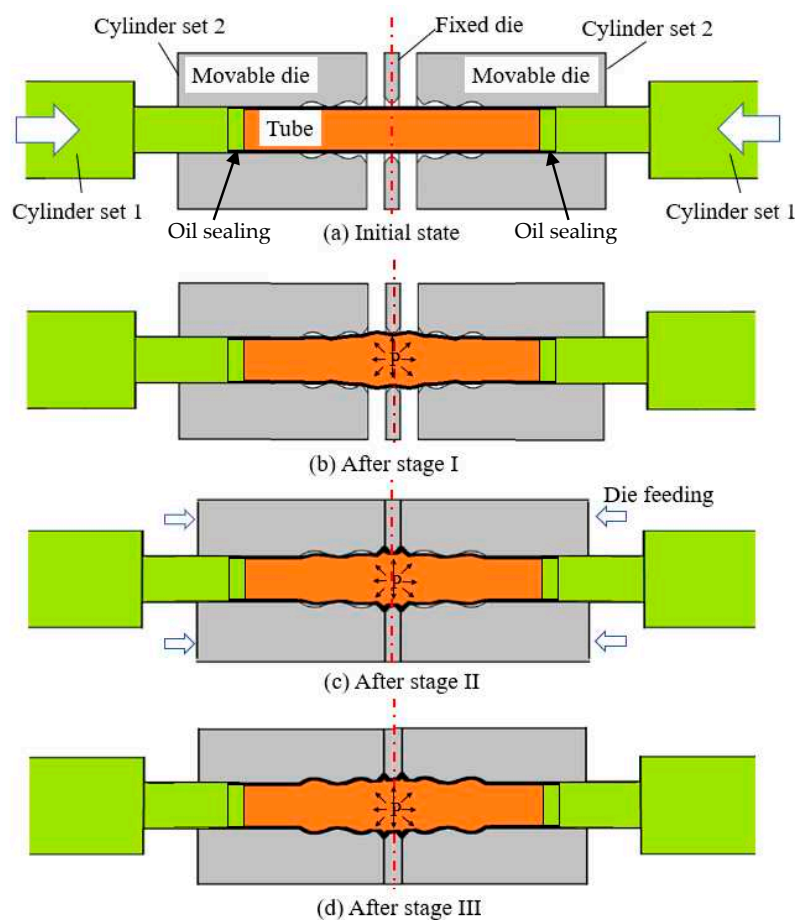 Cylinder set 2
Fixed die
Cylinder set 2
Movable die
Movable die
Tube
Cylinder set 1
Cylinder set 1
Oil sealing
Oil sealing
(a) Initial state
p
(b) After stage I
Die feeding
p
(c) After stage II
p
(d) After stage III